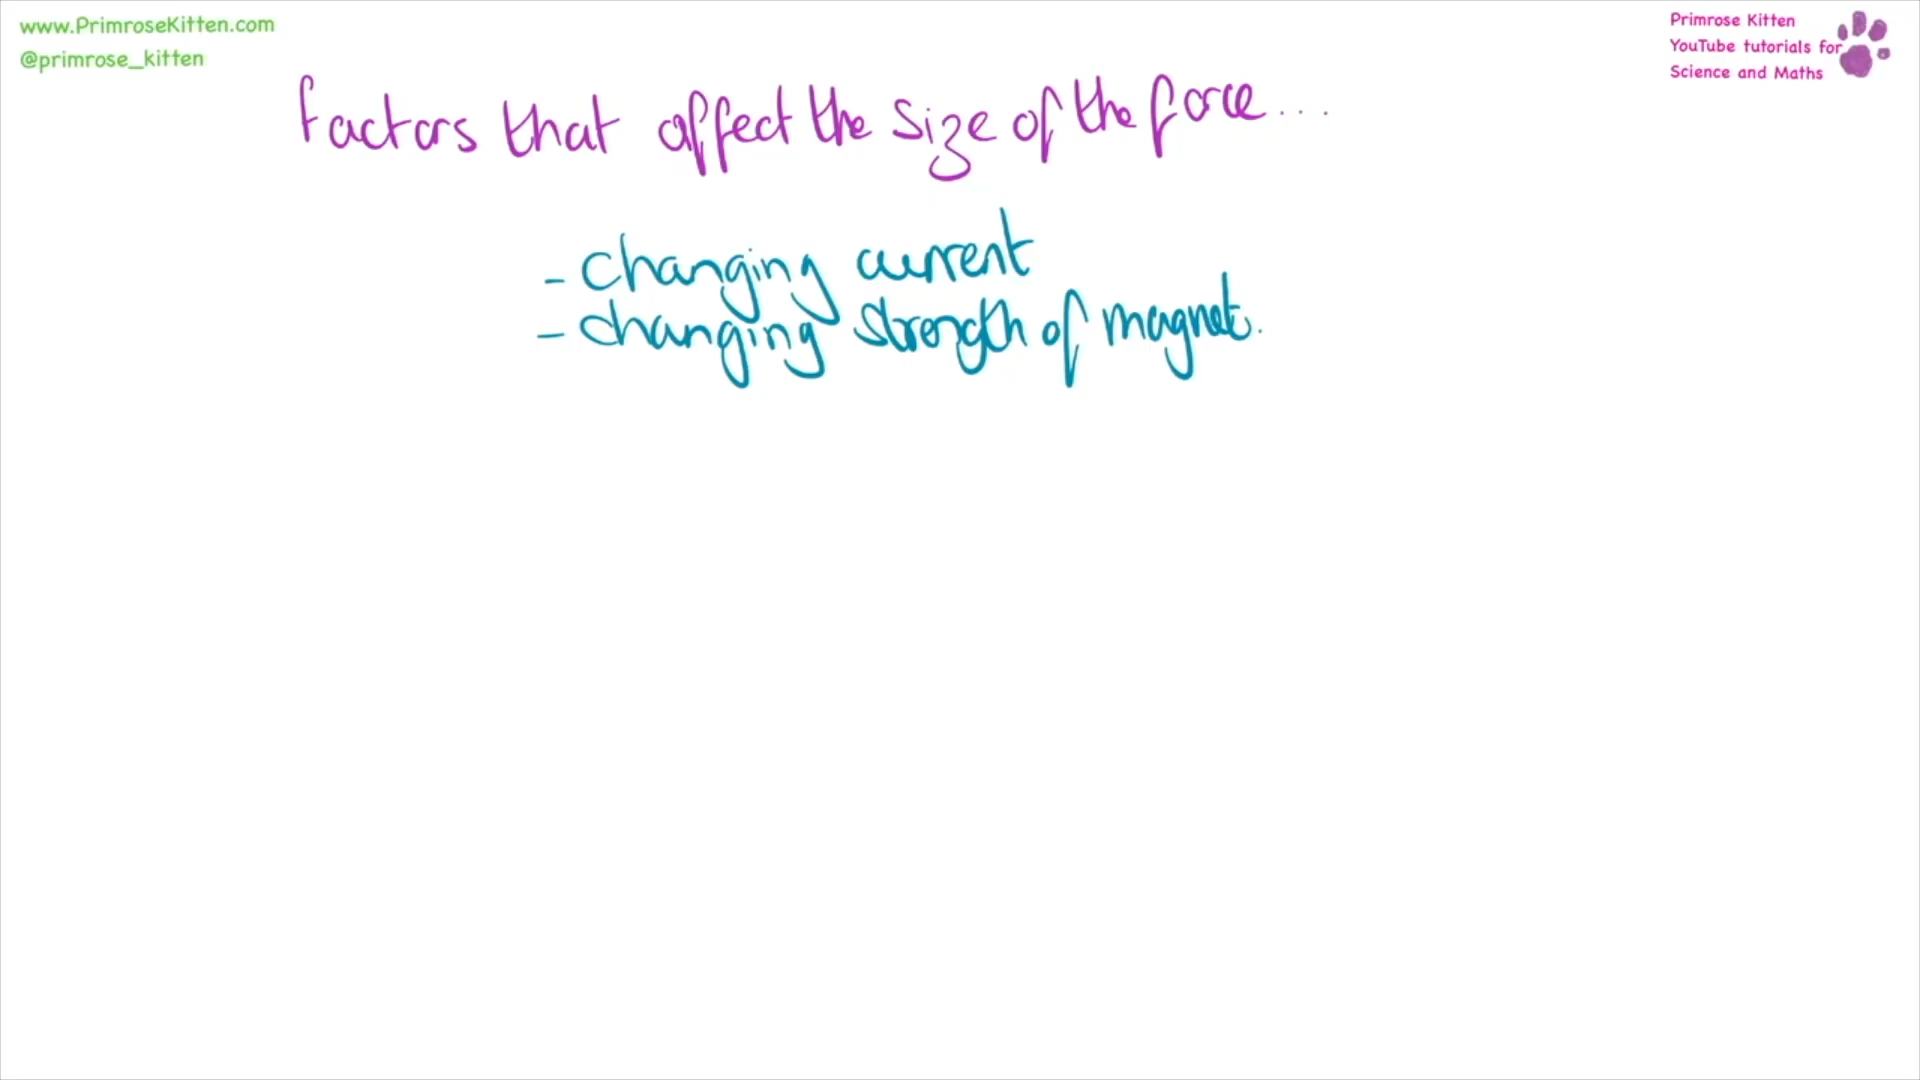 www.PrimroseKitten.com
@primrose_kitten
Primrose Kitten
YouTube tutorials for
Science and Maths
Factors that affect the size of the force...
- changing current
- changing strength of magnet.